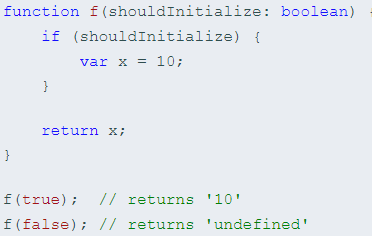 function f(shouldInitialize: boolean) {
    if (shouldInitialize) {
        var x = 10;
    }
    return x;
}
f(true);  // returns '10'
f(false); // returns 'undefined'